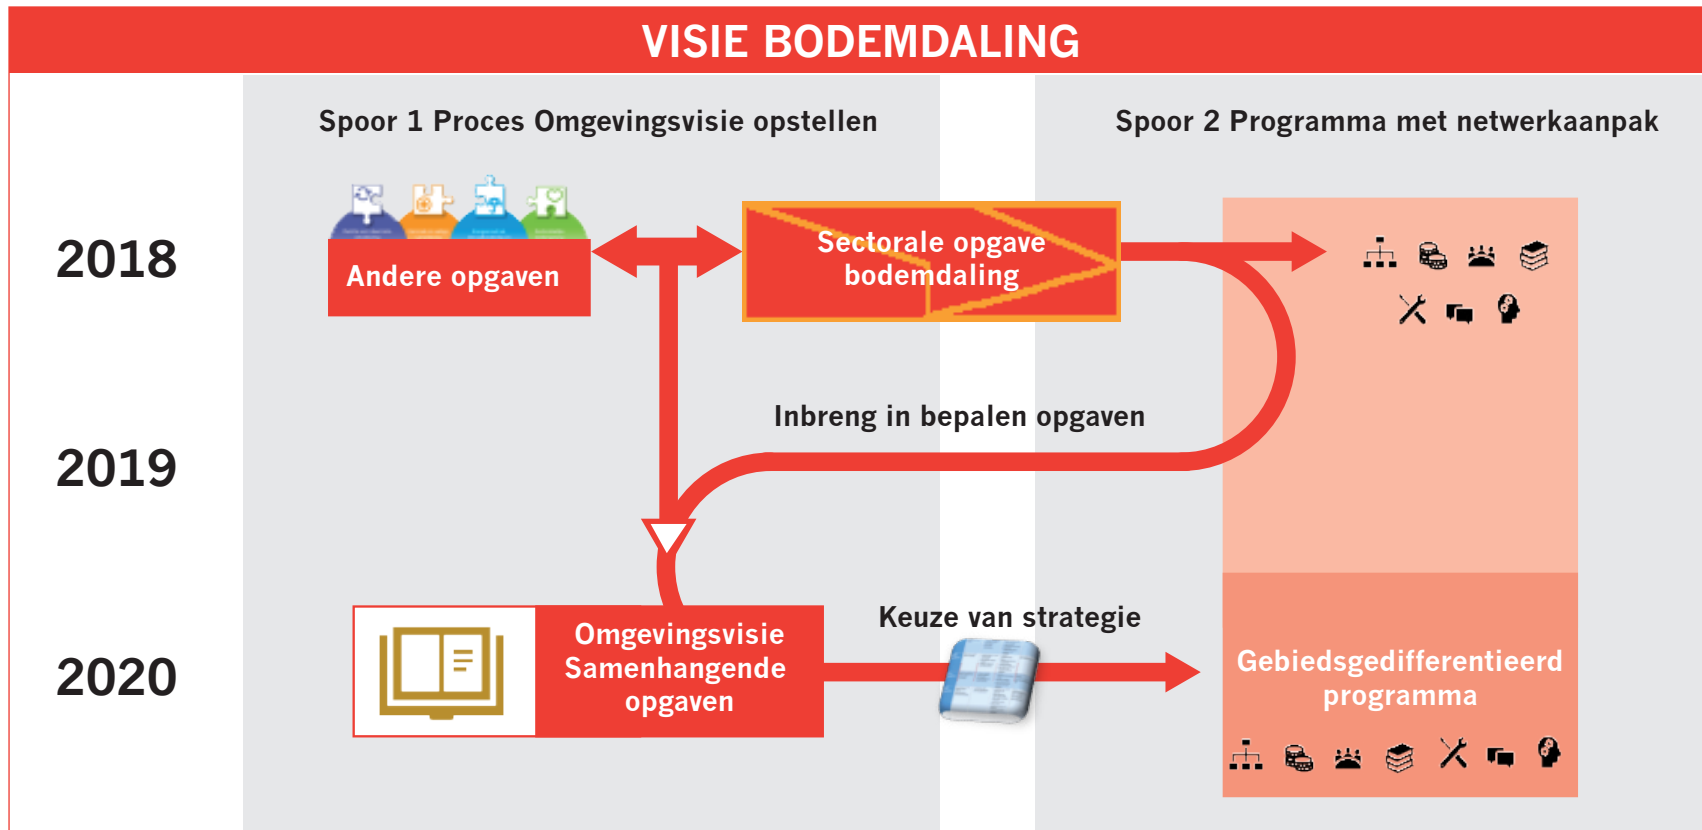 VISIE BODEMDALING
Spoor 1 Proces Omgevingsvisie opstellen
Spoor 2 Programma met netwerkaanpak
2018
Andere opgaven
Sectorale opgave
bodemdaling
Inbreng in bepalen opgaven
2019
2020
Omgevingsvisie
Samenhangende
opgaven
Keuze van strategie
Gebiedsgedifferentieerd
programma